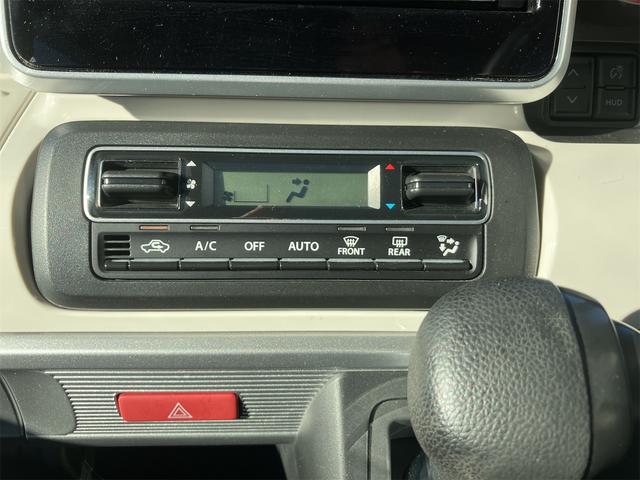 HUD
A/C OFF AUTO FRONT REAR